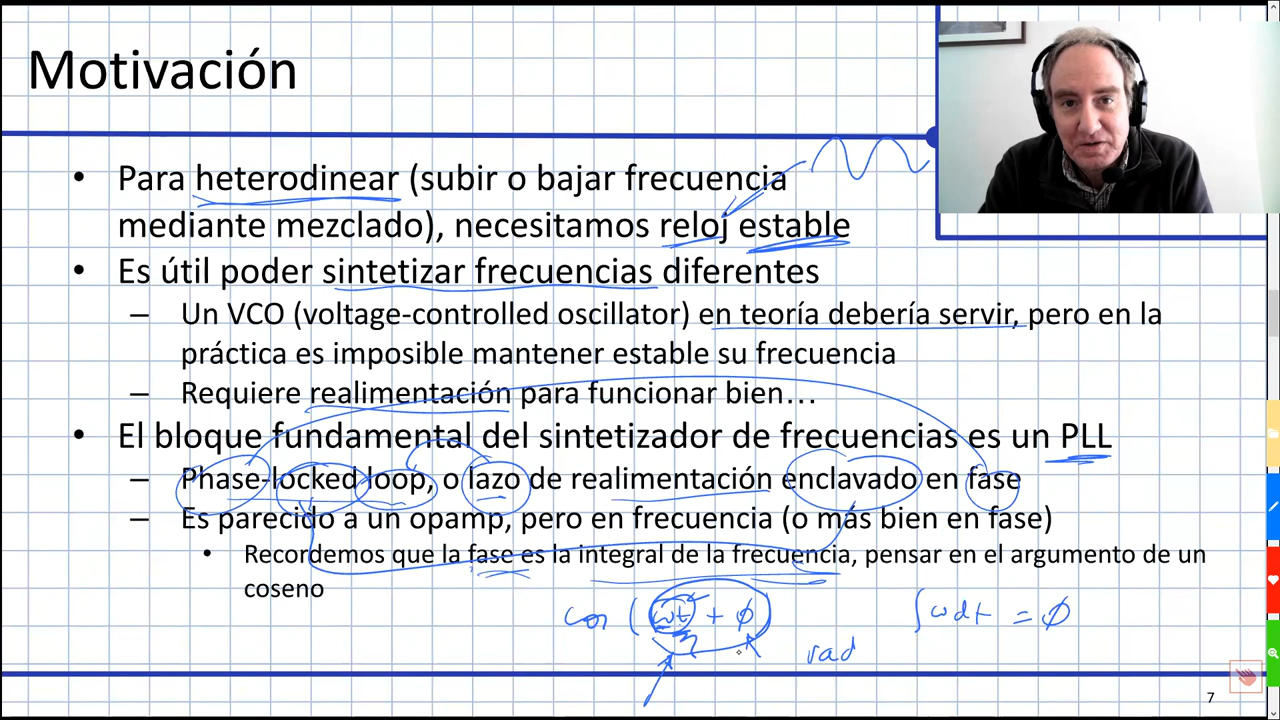 Motivación
• Para heterodinear (subir o bajar frecuencia
mediante mezclado), necesitamos reloj estable
• Es útil poder sintetizar frecuencias diferentes
– Un VCO (voltage-controlled oscillator) en teoría debería servir, pero en la
práctica es imposible mantener estable su frecuencia
– Requiere realimentación para funcionar bien…
• El bloque fundamental del sintetizador de frecuencias es un PLL
– Phase-locked loop, o lazo de realimentación enclavado en fase
– Es parecido a un opamp, pero en frecuencia (o más bien en fase)
• Recordemos que la fase es la integral de la frecuencia, pensar en el argumento de un
coseno
cos (ωt + ϕ) ∫ωdt = ϕ
rad
7